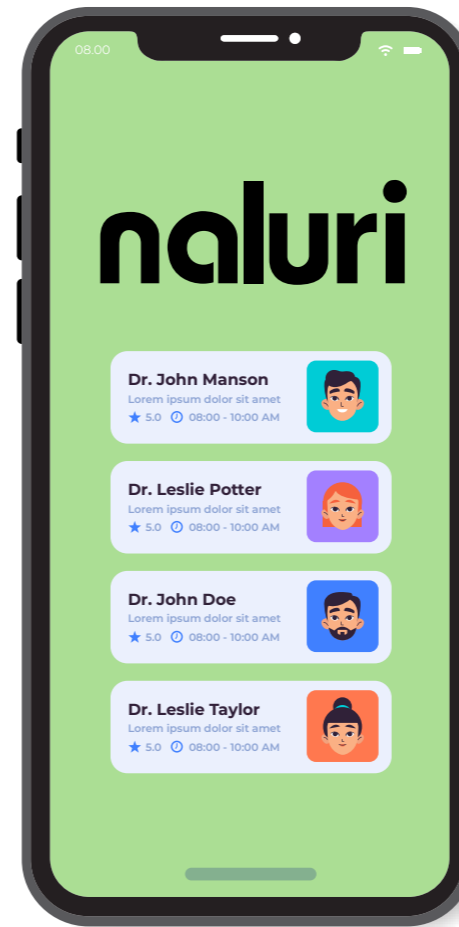 08.00
naluri
Dr. John Manson
Lorem ipsum dolor sit amet
5.0 08:00 - 10:00 AM
Dr. Leslie Potter
Lorem ipsum dolor sit amet
5.0 08:00 - 10:00 AM
Dr. John Doe
Lorem ipsum dolor sit amet
5.0 08:00 - 10:00 AM
Dr. Leslie Taylor
Lorem ipsum dolor sit amet
5.0 08:00 - 10:00 AM